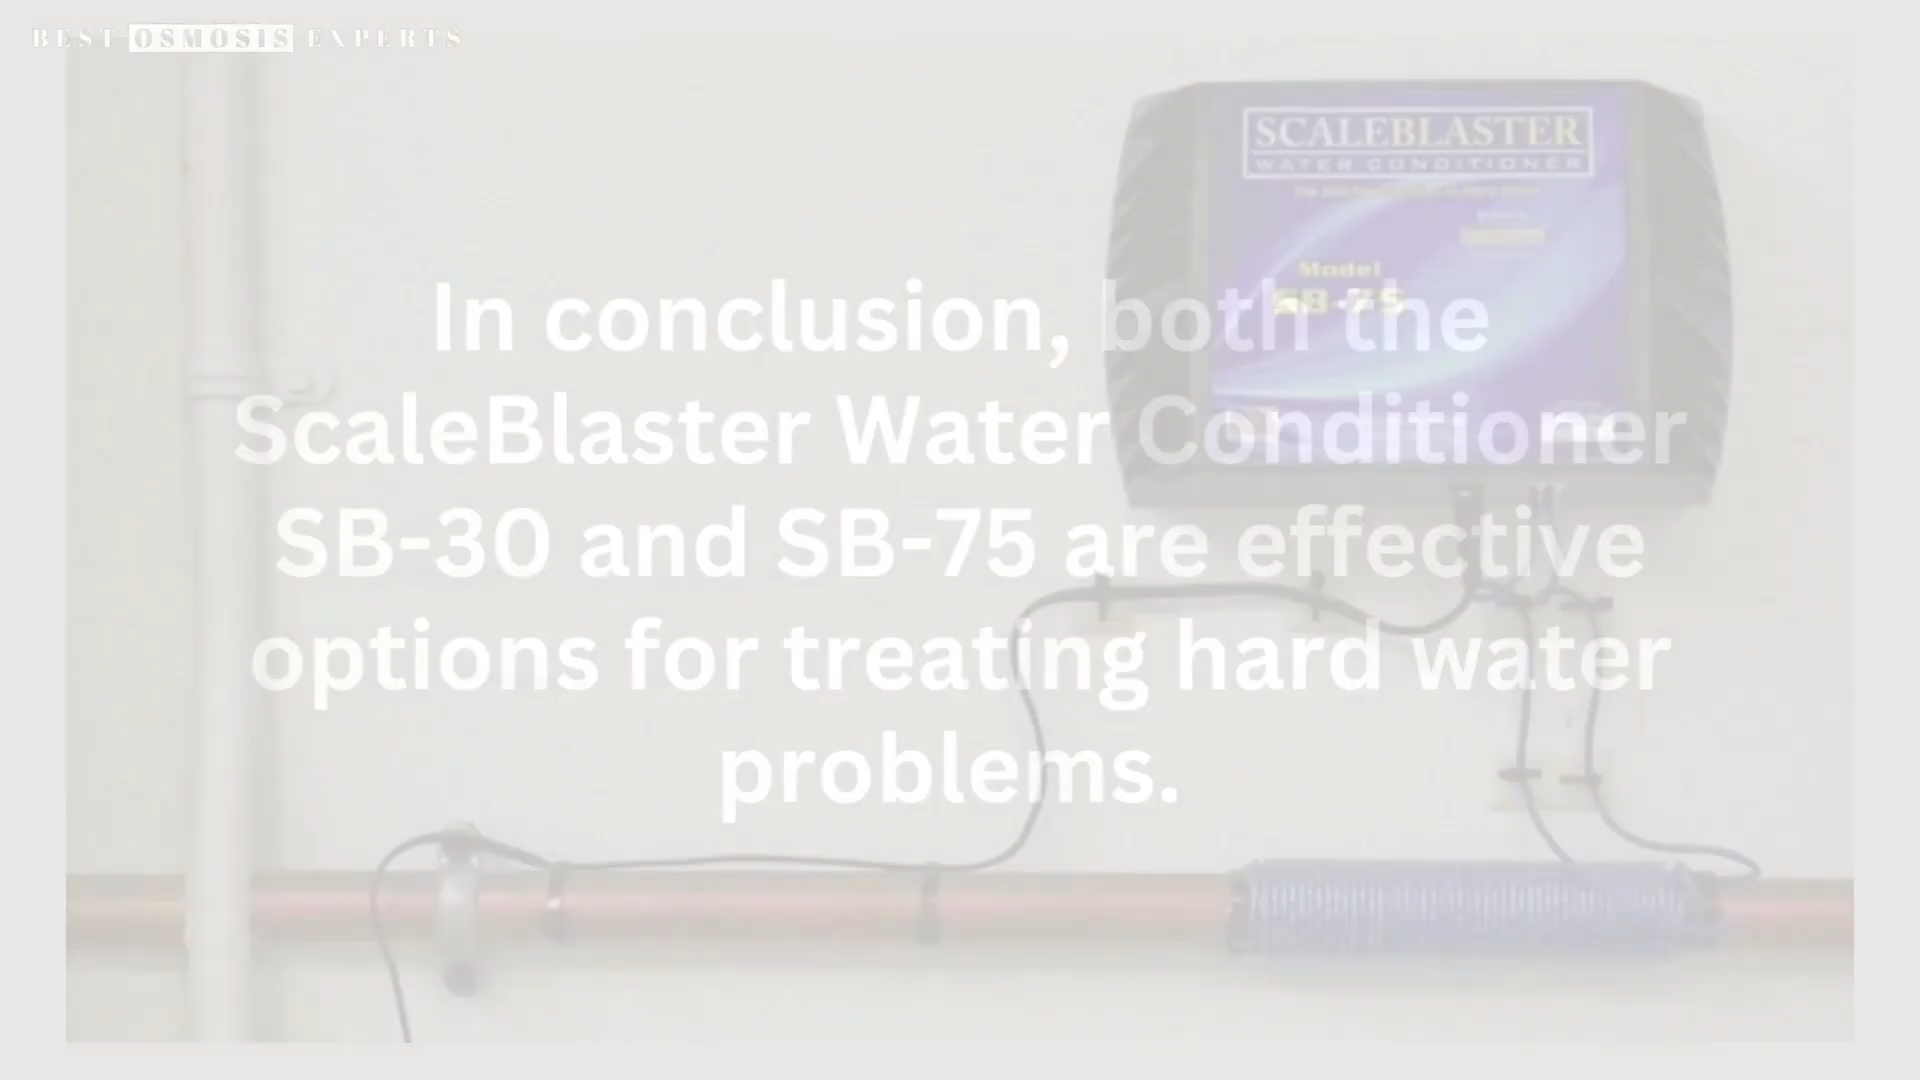 BEST OSMOSIS EXPERTS
SCALEBLASTER
WATER CONDITIONER
Model
SB-75
In conclusion, both the
ScaleBlaster Water Conditioner
SB-30 and SB-75 are effective
options for treating hard water
problems.